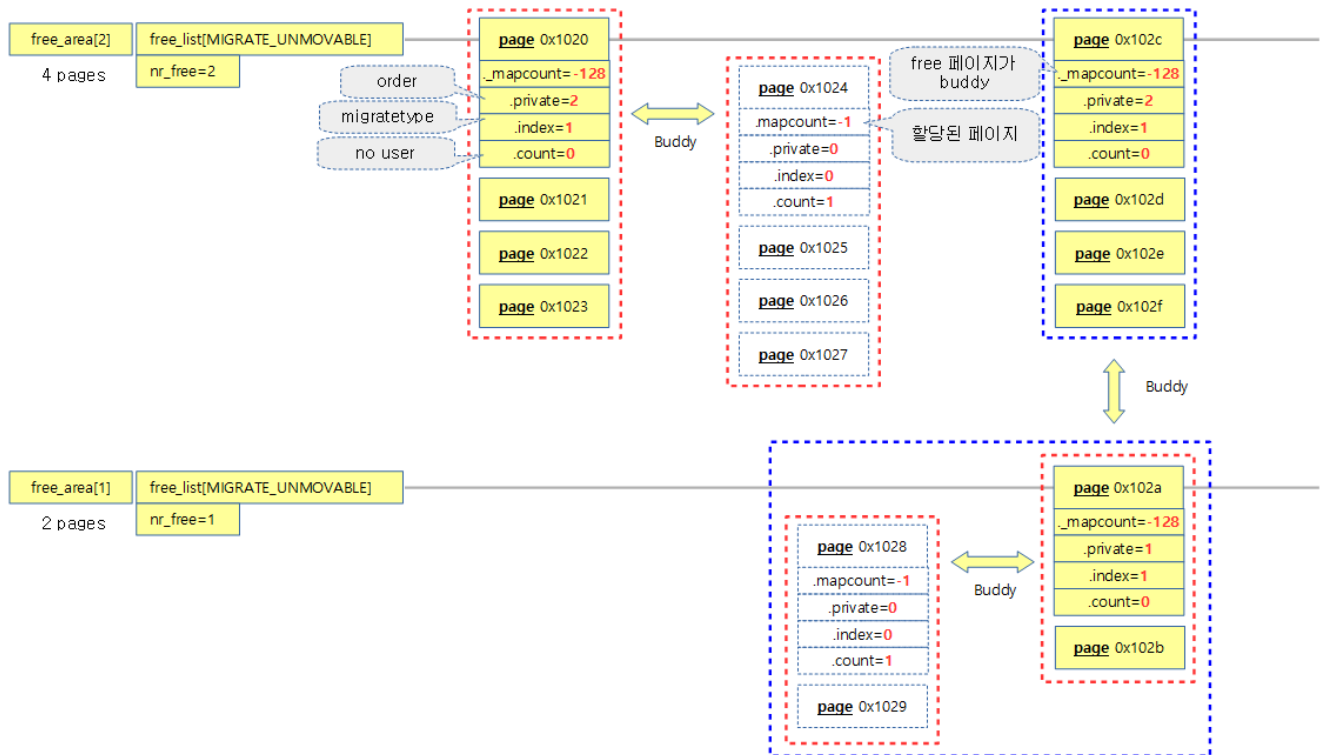 free_area[2]
free_list[MIGRATE_UNMOVABLE]
4 pages
nr_free=2
order
migratetype
no user
page 0x1020
._mapcount=-128
.private=2
.index=1
.count=0
page 0x1021
page 0x1022
page 0x1023
Buddy
page 0x1024
.mapcount=-1
.private=0
.index=0
.count=1
page 0x1025
page 0x1026
page 0x1027
free 페이지가
buddy
할당된 페이지
page 0x102c
._mapcount=-128
.private=2
.index=1
.count=0
page 0x102d
page 0x102e
page 0x102f
Buddy
free_area[1]
free_list[MIGRATE_UNMOVABLE]
2 pages
nr_free=1
page 0x1028
.mapcount=-1
.private=0
.index=0
.count=1
page 0x1029
Buddy
page 0x102a
._mapcount=-128
.private=1
.index=1
.count=0
page 0x102b